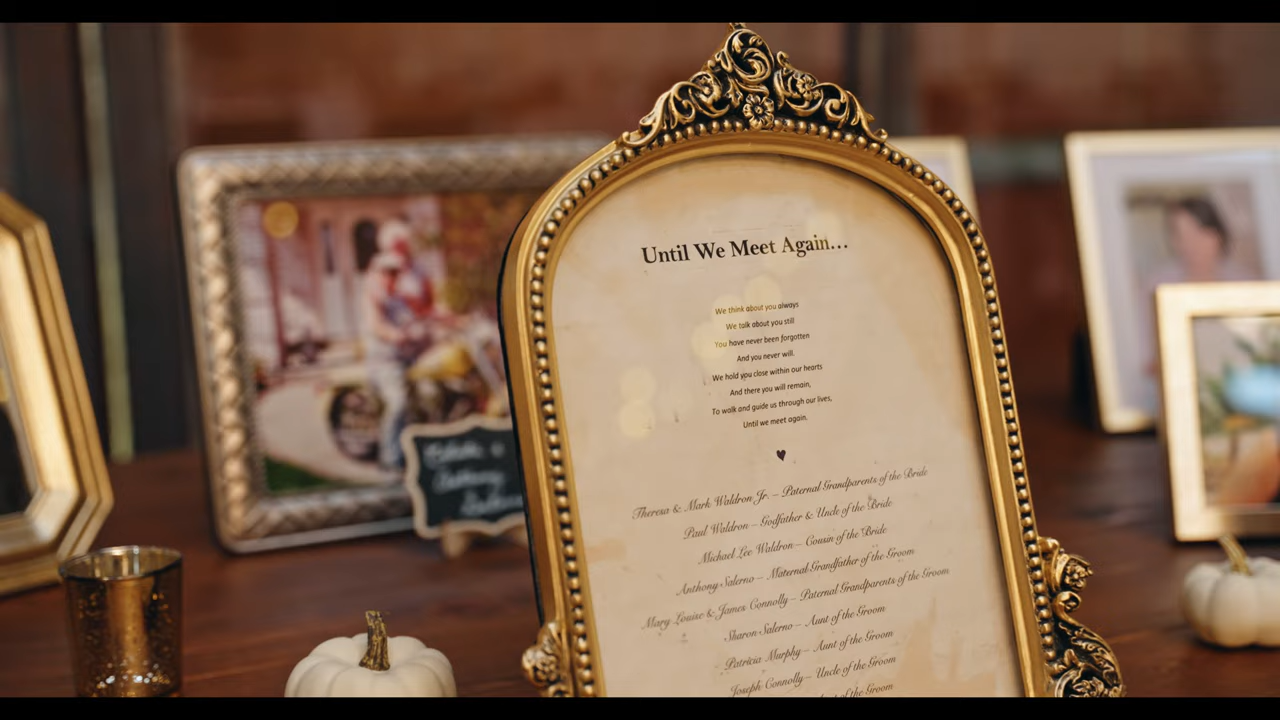 Until We Meet Again...
We think about you always
We talk about you still
You have never been forgotten
And you never will.
We hold you close within our hearts
And there you will remain,
To walk and guide us through our lives,
Until we meet again.
Theresa & Mark Waldron Jr. – Paternal Grandparents of the Bride
Paul Waldron – Godfather & Uncle of the Bride
Michael Lee Waldron – Cousin of the Bride
Anthony Salerno – Maternal Grandfather of the Groom
Mary Louise & James Connolly – Paternal Grandparents of the Groom
Sharon Salerno – Aunt of the Groom
Patricia Murphy – Aunt of the Groom
Joseph Connolly – Uncle of the Groom
of the Groom